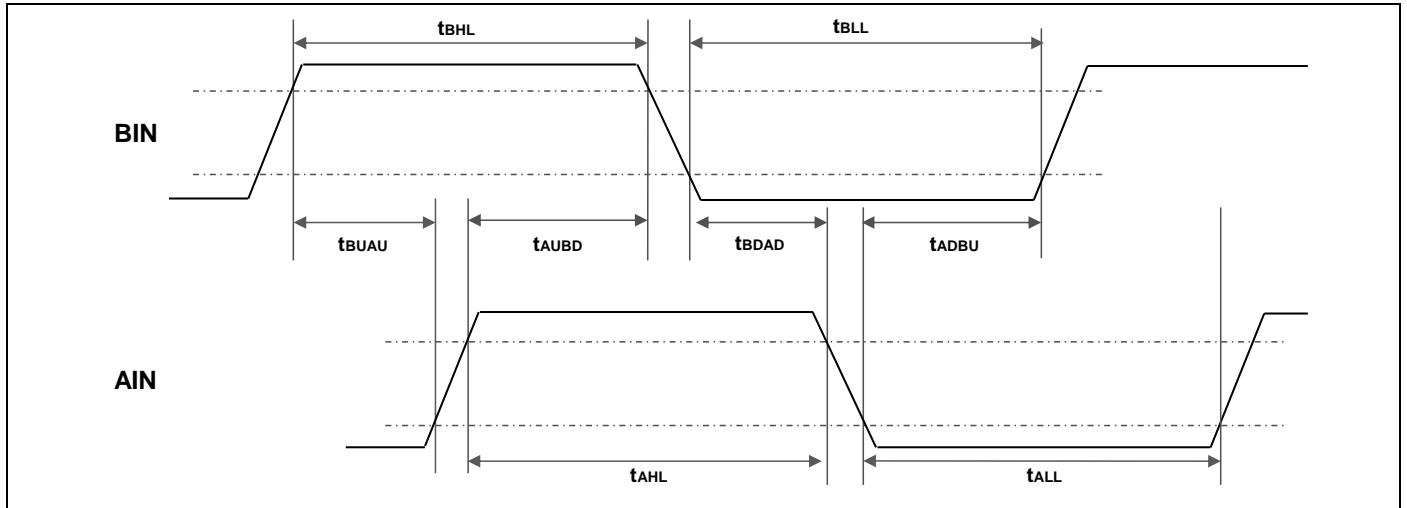 tBHL tBLL
BIN
tBUAU tAUBD tBDAD tADBU
AIN
tAHL tALL